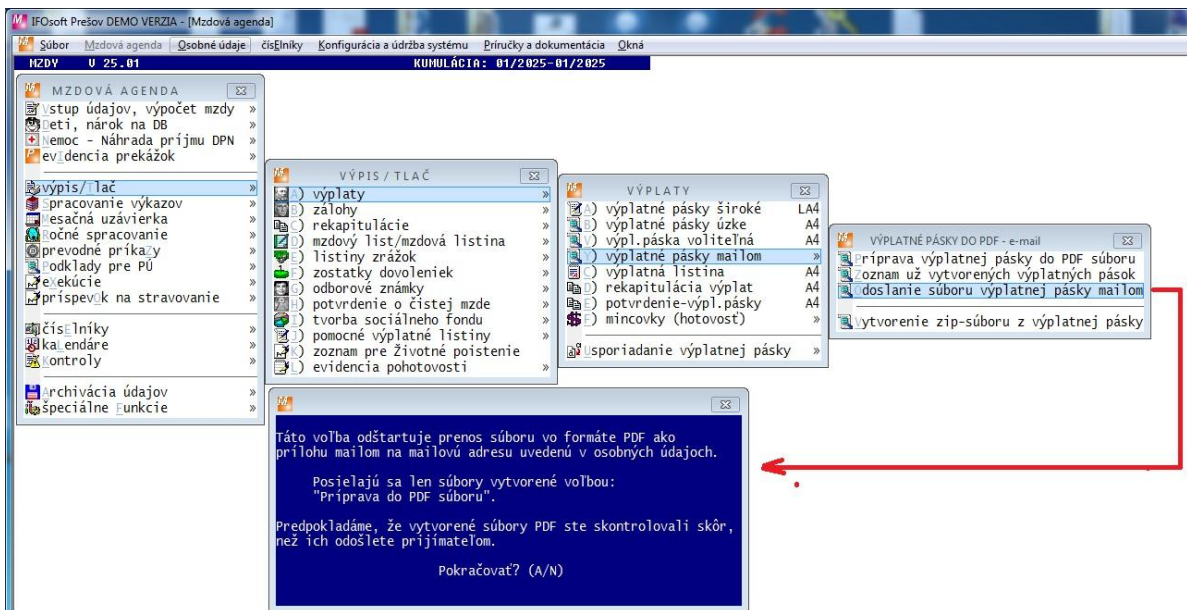 IFOsoft Prešov DEMO VERZIA - [Mzdová agenda]
Súbor Mzdová agenda Osobné údaje čísElníky Konfigurácia a údržba systému Príručky a dokumentácia Okná
MZDY V 25.01 KUMULÁCIA: 01/2025-01/2025
MZDOVÁ AGENDA
Vstup údajov, výpočet mzdy »
Deti, nárok na DB »
Nemoc - Náhrada príjmu DPN »
evIdencia prekážok »
výpis/Tlač »
Spracovanie výkazov »
Mesačná uzávierka »
Ročné spracovanie »
prevodné príkaZy »
Podklady pre PÚ »
eXekúcie »
príspevOk na stravovanie »
čísElníky »
kaLendáre »
Kontroly »
Archivácia údajov »
špeciálne Funkcie »
VÝPIS/TLAČ
A) výplaty »
B) zálohy »
C) rekapitulácie »
D) mzdový list/mzdová listina »
E) listiny zrážok »
F) zostatky dovoleniek »
G) odborové známky »
H) potvrdenie o čistej mzde »
I) tvorba sociálneho fondu »
J) pomocné výplatné listiny »
K) zoznam pre Životné poistenie
L) evidencia pohotovosti »
VÝPLATY
A) výplatné pásky široké LA4
B) výplatné pásky úzke A4
V) výpl.páska voliteľná A4
Y) výplatné pásky mailom »
C) výplatná listina A4
D) rekapitulácia výplat A4
E) potvrdenie-výpl.pásky A4
F) mincovky (hotovosť) »
Usporiadanie výplatnej pásky »
VÝPLATNÉ PÁSKY DO PDF - e-mail
Príprava výplatnej pásky do PDF súboru
Zoznam už vytvorených výplatných pások
Odoslanie súboru výplatnej pásky mailom
Vytvorenie zip-súboru z výplatnej pásky
Táto voľba odštartuje prenos súboru vo formáte PDF ako
prílohu mailom na mailovú adresu uvedenú v osobných údajoch.
Posielajú sa len súbory vytvorené voľbou:
"Príprava do PDF súboru".
Predpokladáme, že vytvorené súbory PDF ste skontrolovali skôr,
než ich odošlete prijímateľom.
Pokračovať? (A/N)